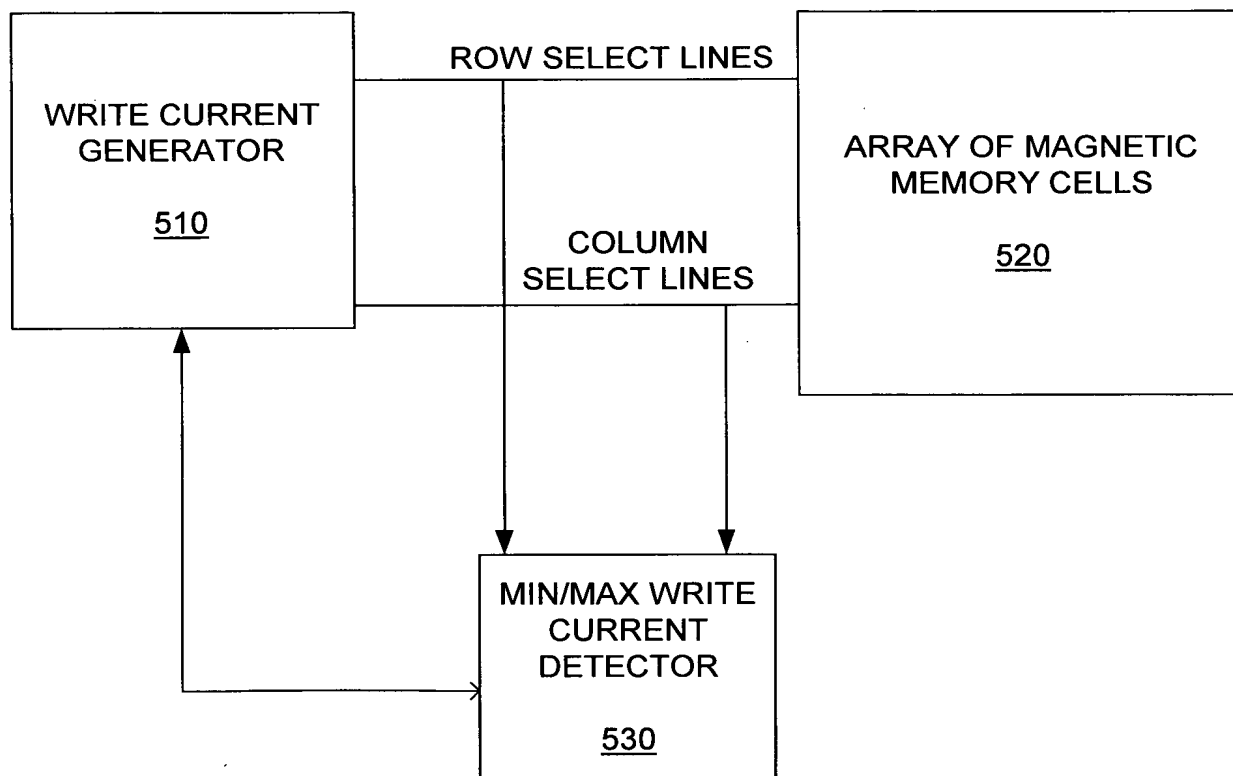 ROW SELECT LINES
WRITE CURRENT
GENERATOR
510
ARRAY OF MAGNETIC
MEMORY CELLS
520
COLUMN
SELECT LINES
MIN/MAX WRITE
CURRENT
DETECTOR
530